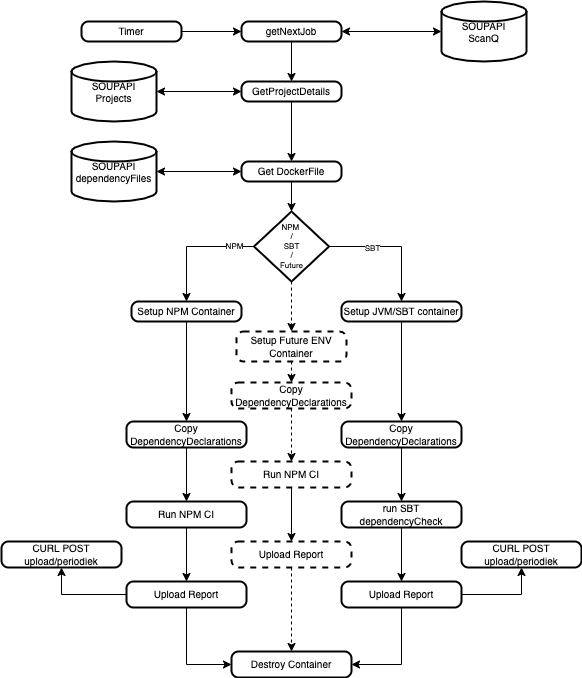 Timer
getNextJob
SOUPAPI
ScanQ
SOUPAPI
Projects
GetProjectDetails
SOUPAPI
dependencyFiles
Get DockerFile
NPM
/
SBT
/
Future
NPM
SBT
Setup NPM Container
Setup JVM/SBT container
Setup Future ENV
Container
Copy
DependencyDeclarations
Copy
DependencyDeclarations
Copy
DependencyDeclarations
Run NPM CI
Run NPM CI
run SBT
dependencyCheck
CURL POST
upload/periodiek
Upload Report
CURL POST
upload/periodiek
Upload Report
Upload Report
Destroy Container